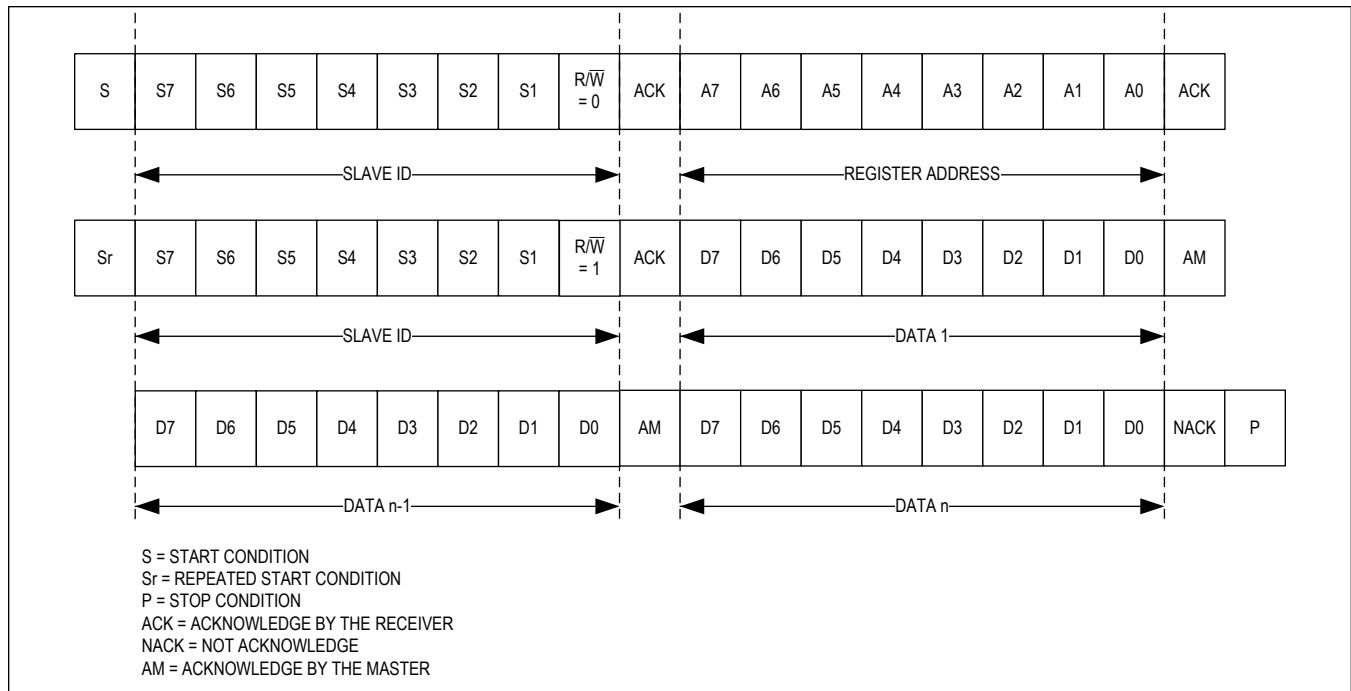 S S7 S6 S5 S4 S3 S2 S1 R/W̅ = 0 ACK A7 A6 A5 A4 A3 A2 A1 A0 ACK
SLAVE ID REGISTER ADDRESS
Sr S7 S6 S5 S4 S3 S2 S1 R/W̅ = 1 ACK D7 D6 D5 D4 D3 D2 D1 D0 AM
SLAVE ID DATA 1
D7 D6 D5 D4 D3 D2 D1 D0 AM D7 D6 D5 D4 D3 D2 D1 D0 NACK P
DATA n-1 DATA n
S = START CONDITION
Sr = REPEATED START CONDITION
P = STOP CONDITION
ACK = ACKNOWLEDGE BY THE RECEIVER
NACK = NOT ACKNOWLEDGE
AM = ACKNOWLEDGE BY THE MASTER